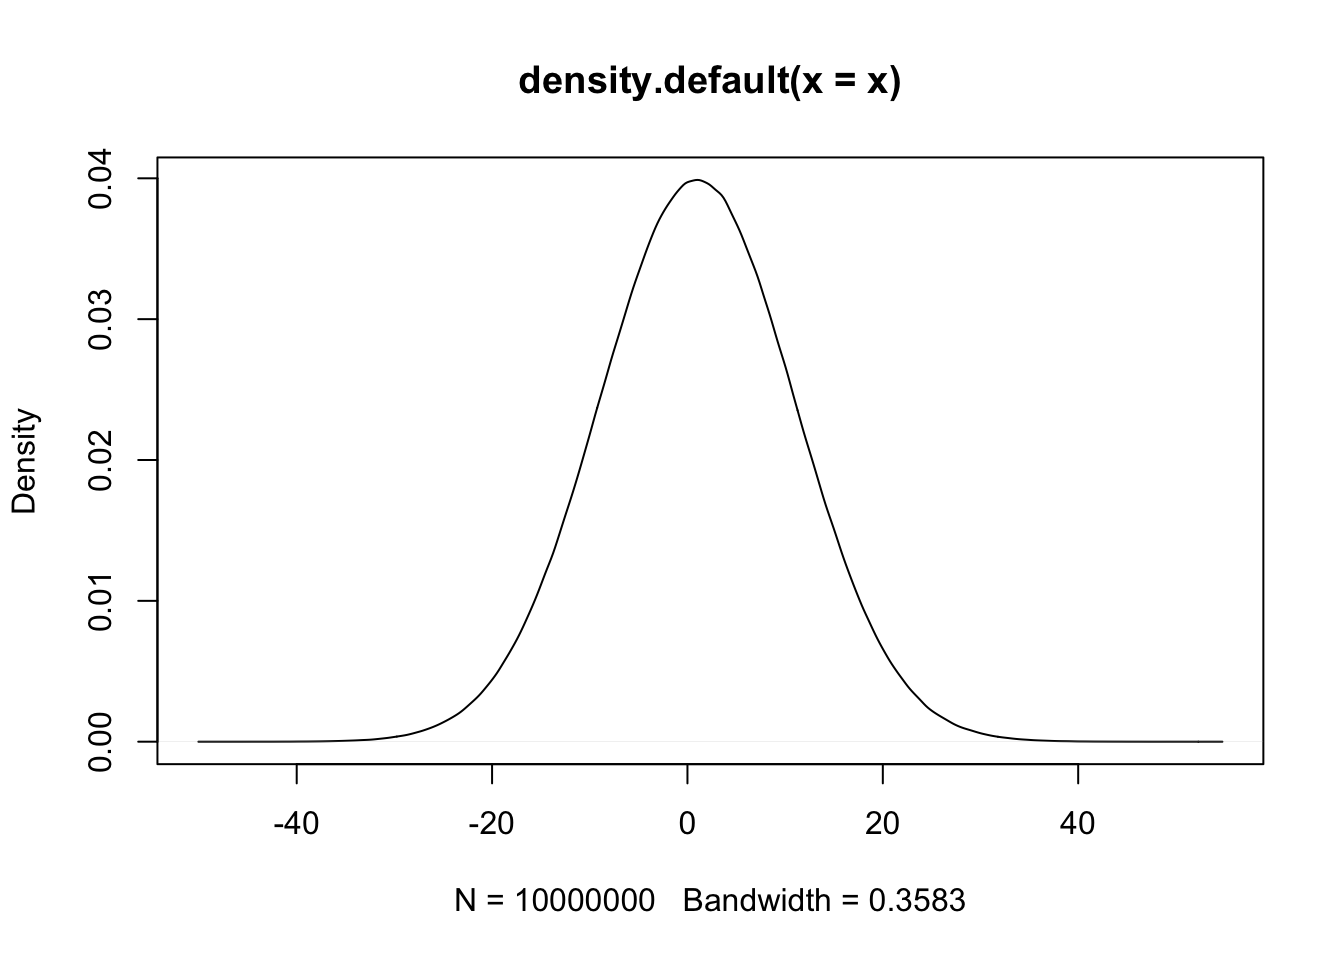 density.default(x = x)
Density
0.04
0.03
0.02
0.01
0.00
-40 -20 0 20 40
N = 10000000 Bandwidth = 0.3583